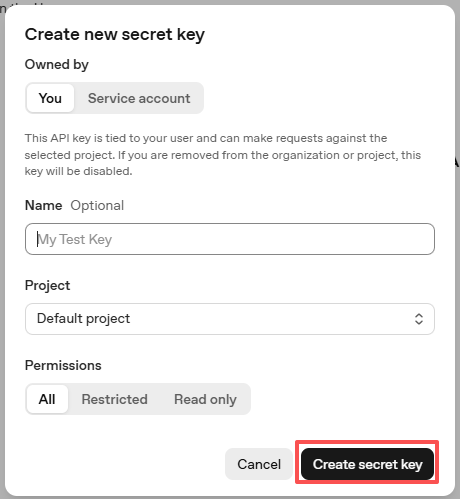 Create new secret key
Owned by
You Service account
This API key is tied to your user and can make requests against the
selected project. If you are removed from the organization or project, this
key will be disabled.
Name Optional
My Test Key
Project
Default project
Permissions
All Restricted Read only
Cancel Create secret key